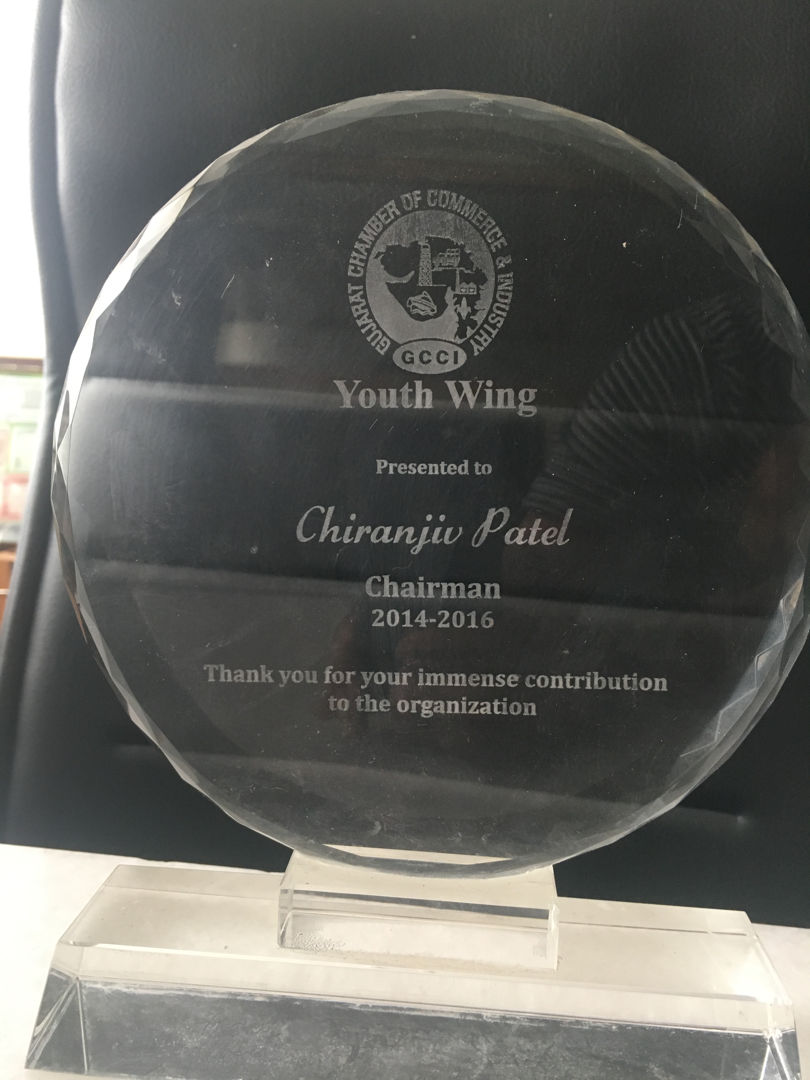 GUJARAT CHAMBER OF COMMERCE & INDUSTRY
GCCI
Youth Wing
Presented to
Chiranjiv Patel
Chairman
2014-2016
Thank you for your immense contribution
to the organization